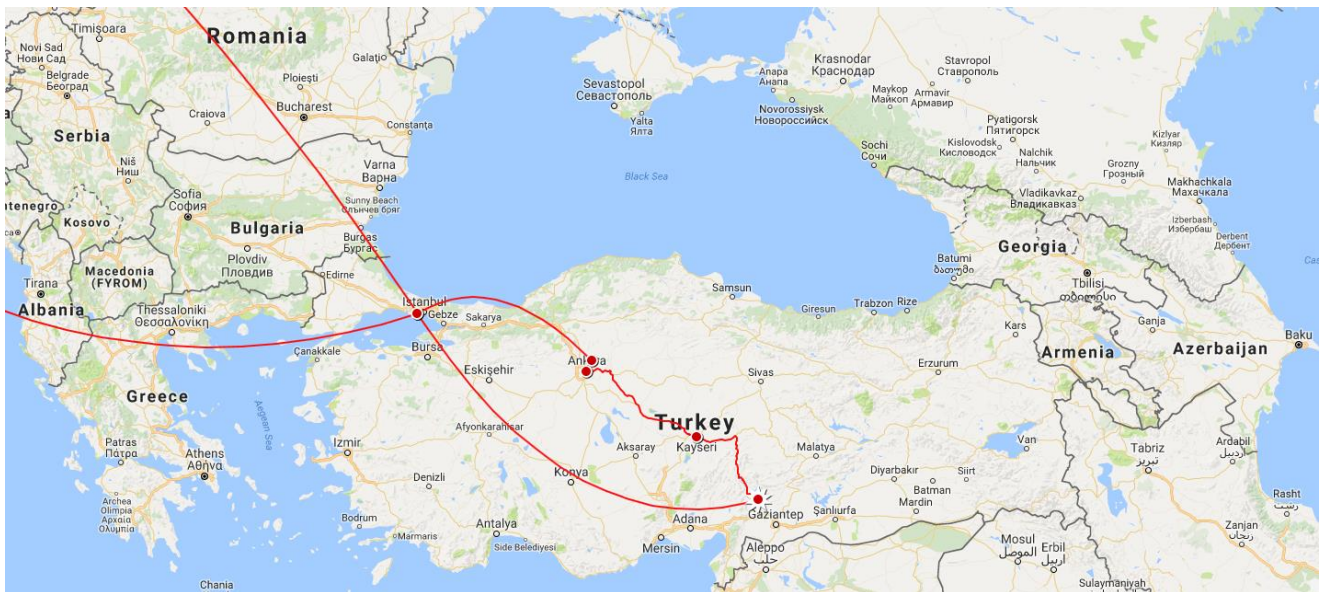 Timișoara
Romania
Galați
Novi Sad
Нови Сад
Belgrade
Београд
Ploiești
Bucharest
Craiova
Constanța
Serbia
Niš
Ниш
Sofia
София
Varna
Варна
Sunny Beach
Слънчев бряг
Burgas
Бургас
Bulgaria
Plovdiv
Пловдив
Edirne
ntenegro
Kosovo
Macedonia
(FYROM)
Tirana
Albania
Thessaloniki
Θεσσαλονίκη
Greece
Patras
Πάτρα
Athens
Αθήνα
Archea
Olimpia
Αρχαία
Ολυμπία
Aegean Sea
Chania
Sevastopol
Севастополь
Yalta
Ялта
Anapa
Анапа
Krasnodar
Краснодар
Novorossiysk
Новороссийск
Maykop
Майкоп
Armavir
Армавир
Stavropol
Ставрополь
Pyatigorsk
Пятигорск
Kislovodsk
Кисловодск
Nalchik
Нальчик
Grozny
Грозный
Kizlyar
Кизляр
Sochi
Сочи
Vladikavkaz
Владикавказ
Makhachkala
Махачкала
Izberbash
Избербаш
Derbent
Дербент
Black Sea
Georgia
Batumi
ბათუმი
Tbilisi
თბილისი
Armenia
Ganja
Azerbaijan
Baku
Istanbul
Gebze
Sakarya
Bursa
Çanakkale
Eskişehir
Ankara
Samsun
Giresun
Trabzon
Rize
Kars
Erzurum
Sivas
Turkey
Kayseri
Aksaray
Malatya
Afyonkarahisar
Izmir
Denizli
Konya
Bodrum
Marmaris
Antalya
Side Belediyesi
Adana
Mersin
Gaziantep
Şanlıurfa
Diyarbakır
Siirt
Batman
Mardin
Van
Aleppo
حلب
Mosul
الموصل
Erbil
اربيل
Sulaymaniyah
Tabriz
تبریز
Ardabil
اردبیل
Rasht
رشت
Zanjan
زنجان